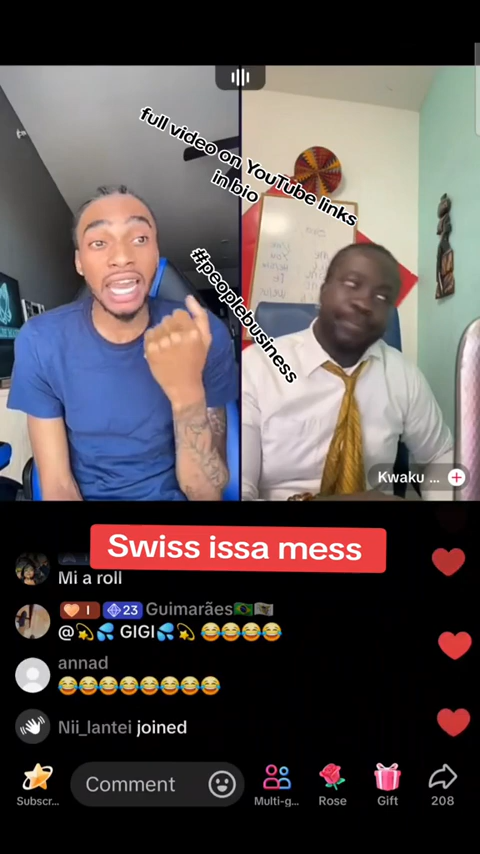 full video on YouTube links
in bio
#peoplebusiness
Kwaku ...
Swiss issa mess
Mi a roll
I 23 Guimarães🇧🇷🇨🇾
@💫💦 GIGI💦💫 😂😂😂😂
annad
😂😂😂😂😂😂😂😂
Nii_lantei joined
Comment
Subscr...
Multi-g...
Rose
Gift
208